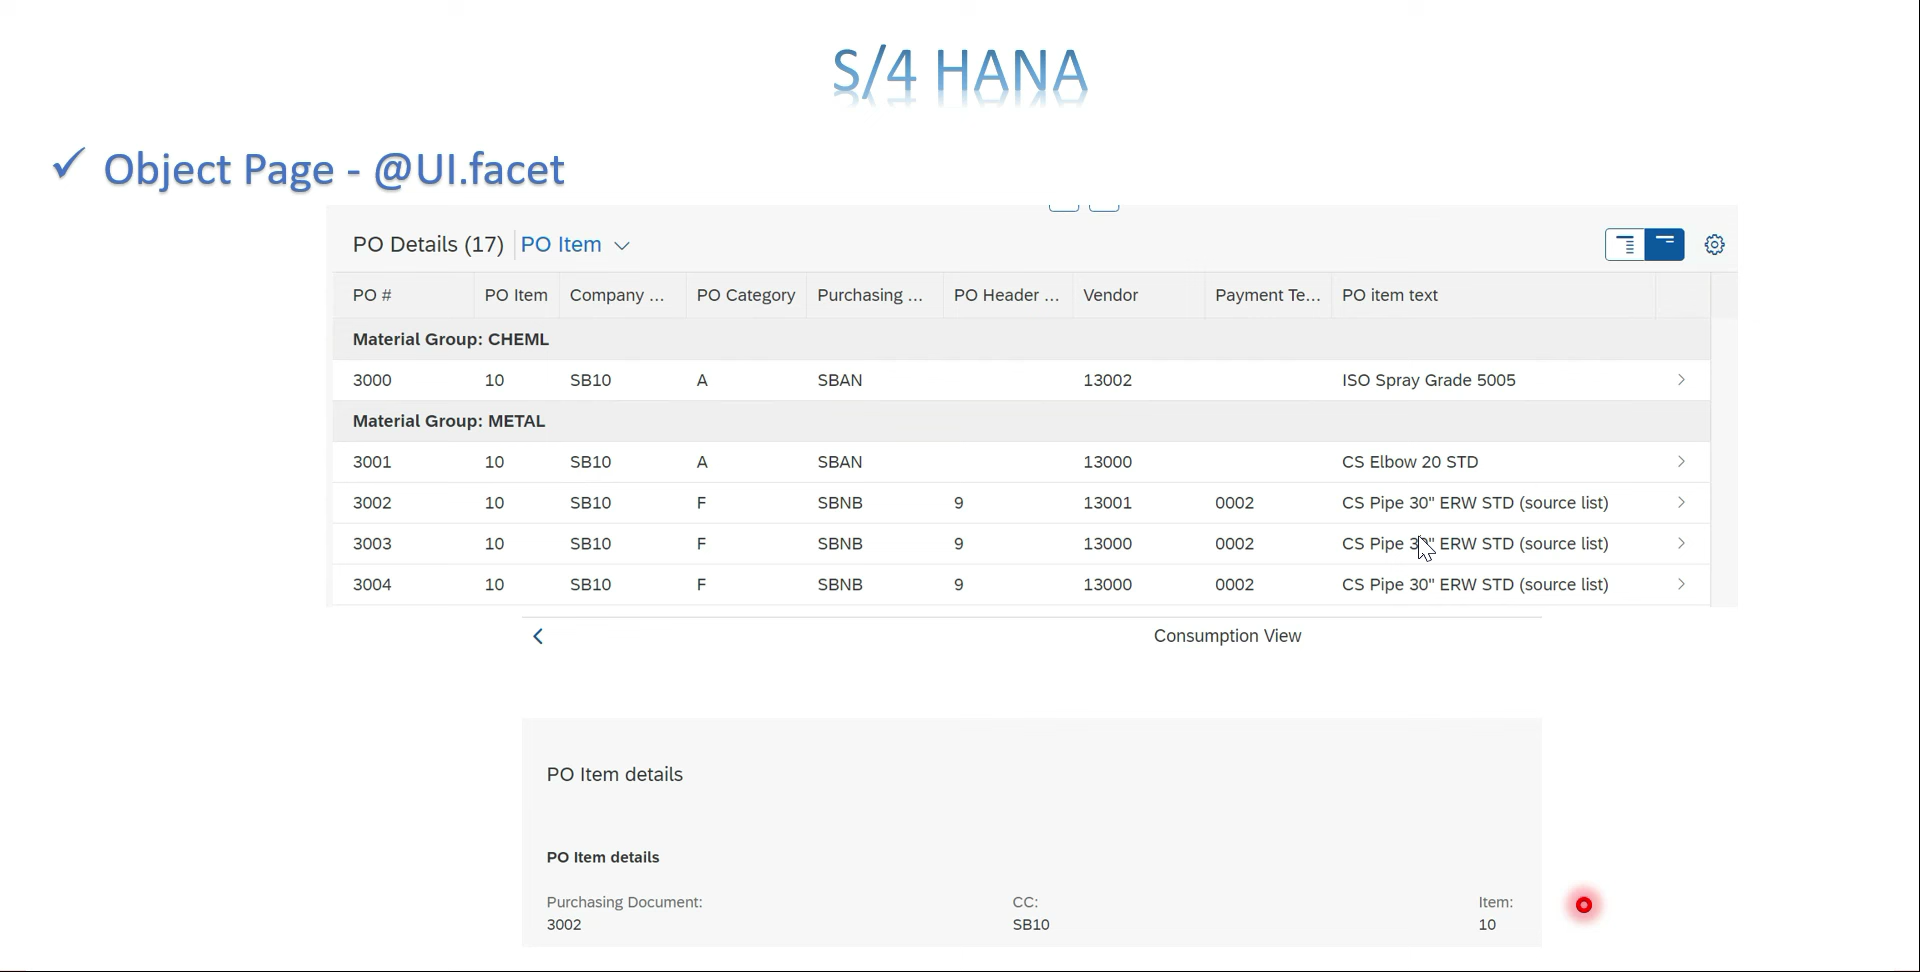 S/4 HANA
✓ Object Page - @UI.facet
PO Details (17) PO Item
PO # PO Item Company ... PO Category Purchasing ... PO Header ... Vendor Payment Te... PO item text
Material Group: CHEML
3000 10 SB10 A SBAN 13002 ISO Spray Grade 5005
Material Group: METAL
3001 10 SB10 A SBAN 13000 CS Elbow 20 STD
3002 10 SB10 F SBNB 9 13001 0002 CS Pipe 30" ERW STD (source list)
3003 10 SB10 F SBNB 9 13000 0002 CS Pipe 30" ERW STD (source list)
3004 10 SB10 F SBNB 9 13000 0002 CS Pipe 30" ERW STD (source list)
Consumption View
PO Item details
PO Item details
Purchasing Document: CC: Item:
3002 SB10 10